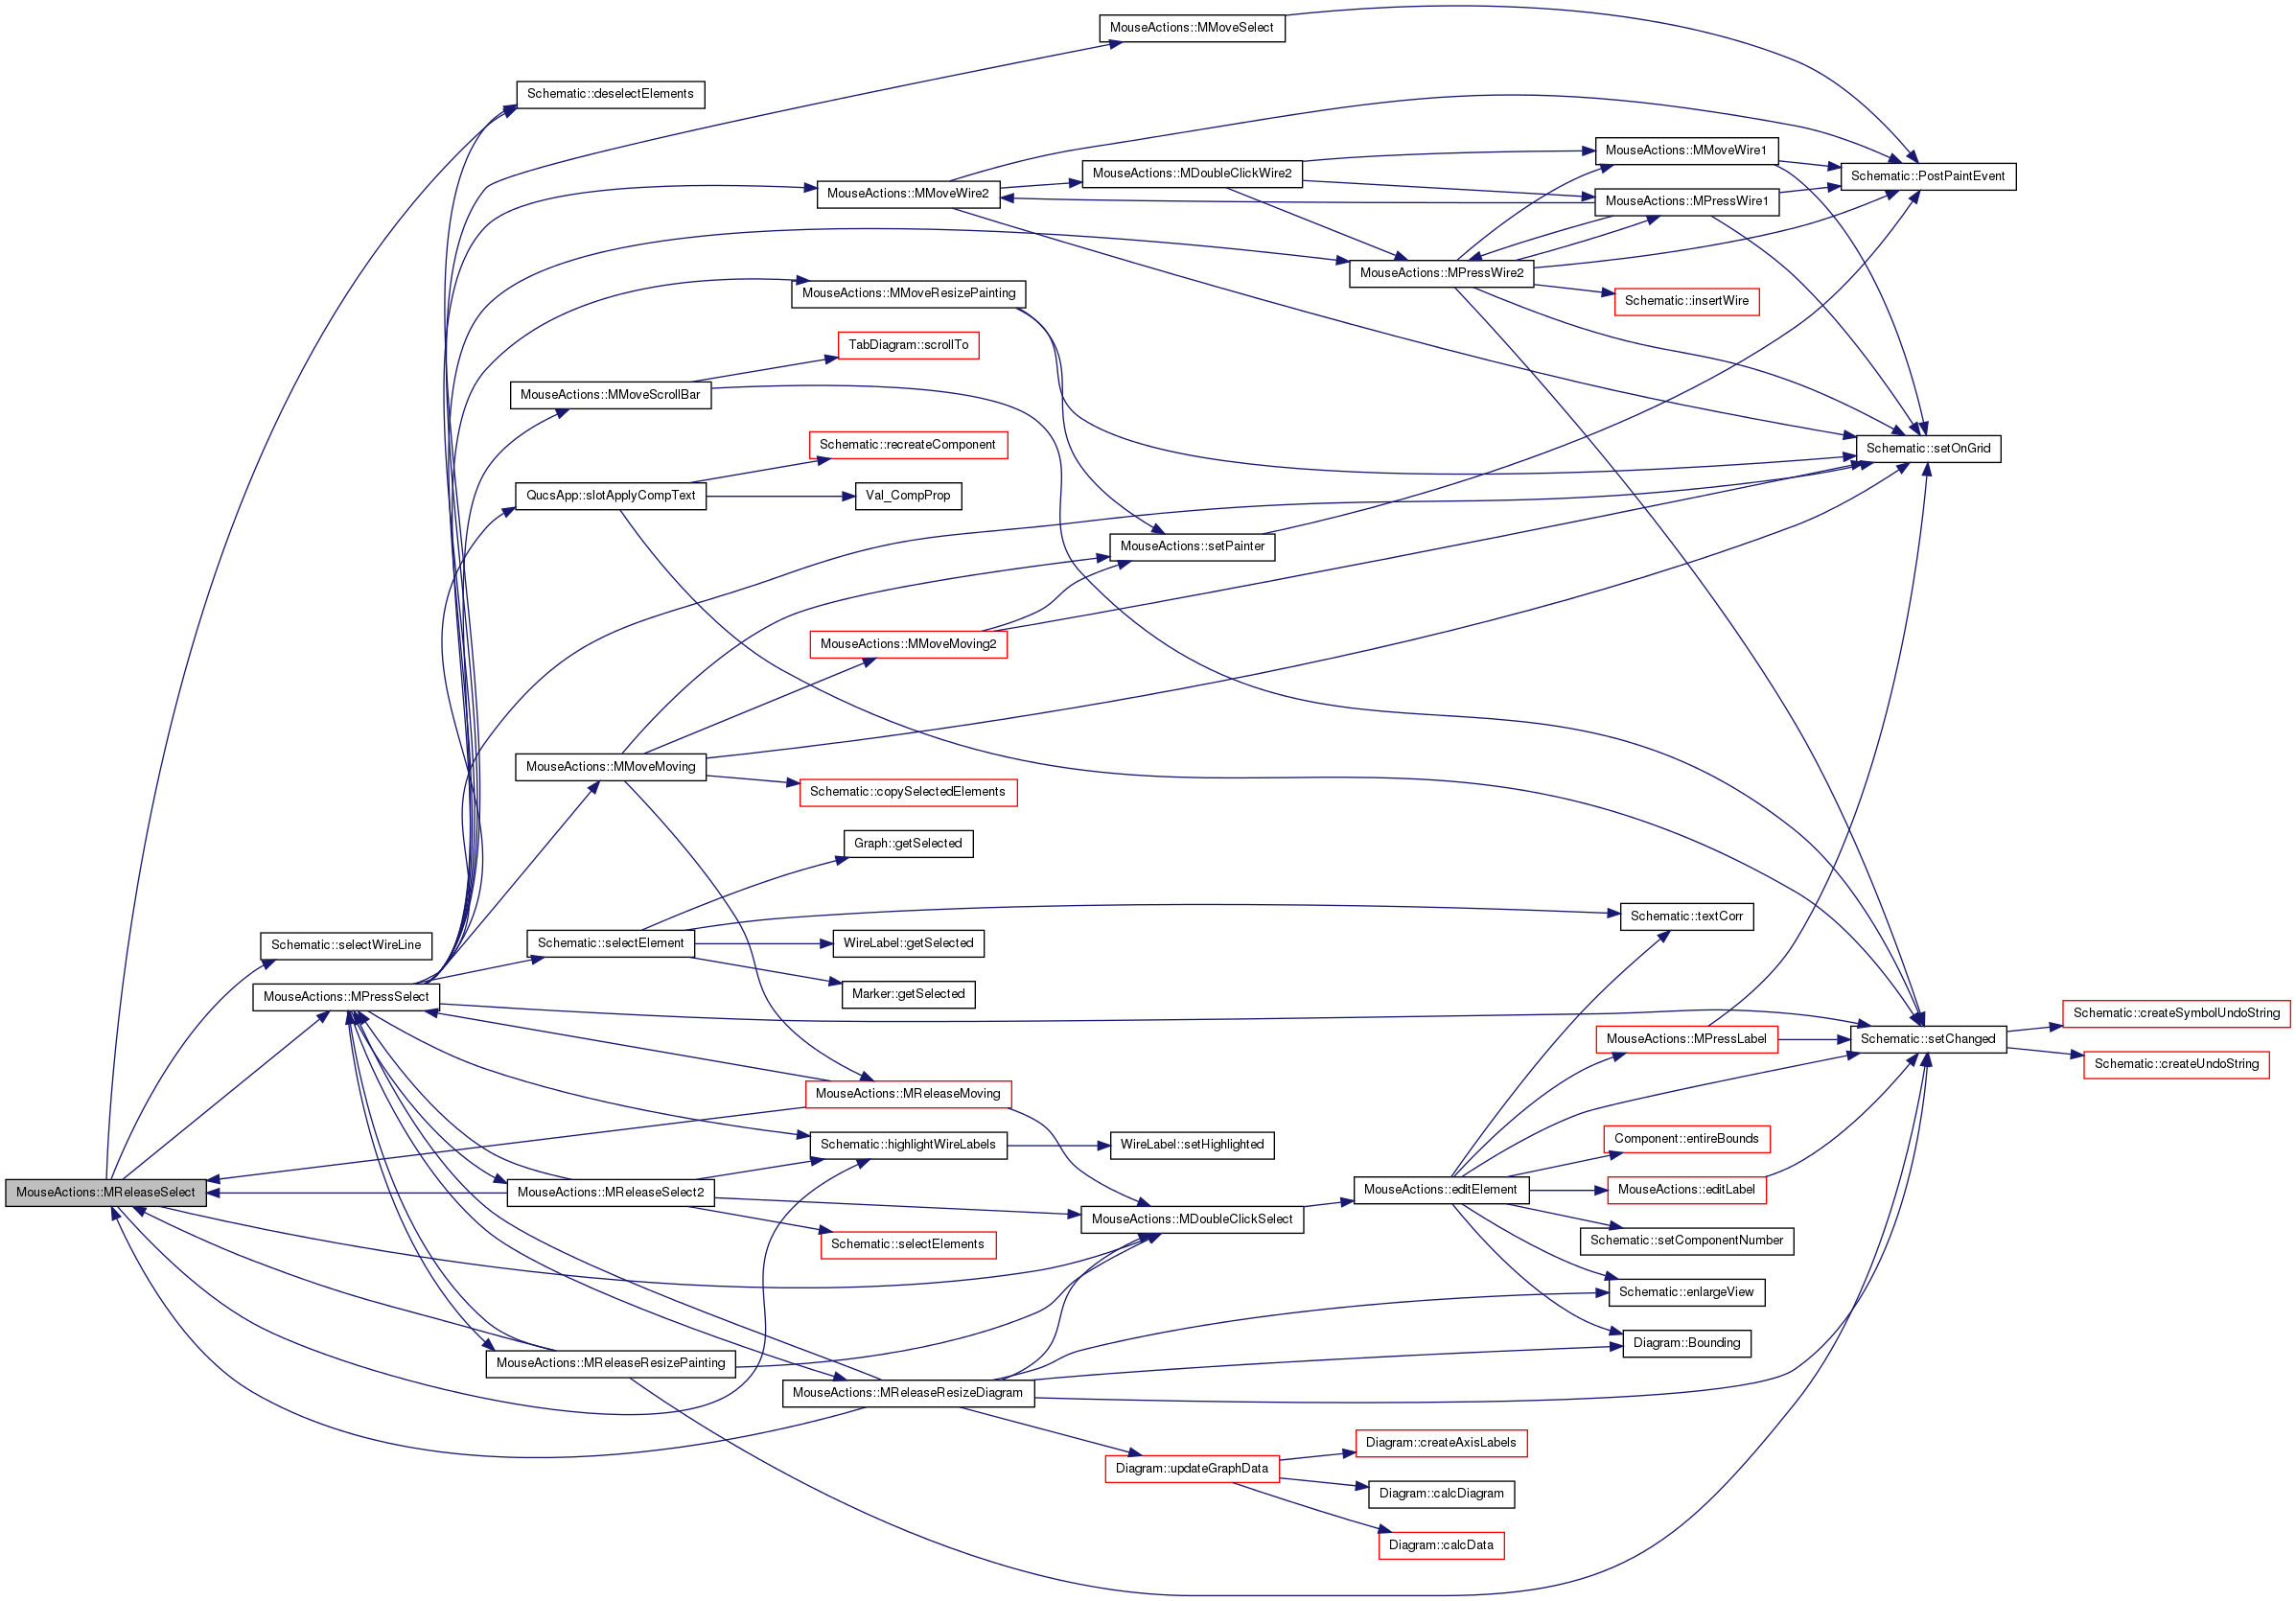 MouseActions::MMoveSelect
Schematic::deselectElements
MouseActions::MMoveWire1
MouseActions::MDoubleClickWire2
Schematic::PostPaintEvent
MouseActions::MMoveWire2
MouseActions::MPressWire1
MouseActions::MPressWire2
MouseActions::MMoveResizePainting
Schematic::insertWire
TabDiagram::scrollTo
MouseActions::MMoveScrollBar
Schematic::recreateComponent
Schematic::setOnGrid
QucsApp::slotApplyCompText
Val_CompProp
MouseActions::setPainter
MouseActions::MMoveMoving2
MouseActions::MMoveMoving
Schematic::copySelectedElements
Graph::getSelected
Schematic::textCorr
Schematic::selectWireLine
Schematic::selectElement
WireLabel::getSelected
MouseActions::MPressSelect
Marker::getSelected
Schematic::createSymbolUndoString
MouseActions::MPressLabel
Schematic::setChanged
Schematic::createUndoString
MouseActions::MReleaseMoving
Schematic::highlightWireLabels
WireLabel::setHighlighted
Component::entireBounds
MouseActions::MReleaseSelect
MouseActions::MReleaseSelect2
MouseActions::editElement
MouseActions::editLabel
MouseActions::MDoubleClickSelect
Schematic::selectElements
Schematic::setComponentNumber
Schematic::enlargeView
Diagram::Bounding
MouseActions::MReleaseResizePainting
MouseActions::MReleaseResizeDiagram
Diagram::createAxisLabels
Diagram::updateGraphData
Diagram::calcDiagram
Diagram::calcData